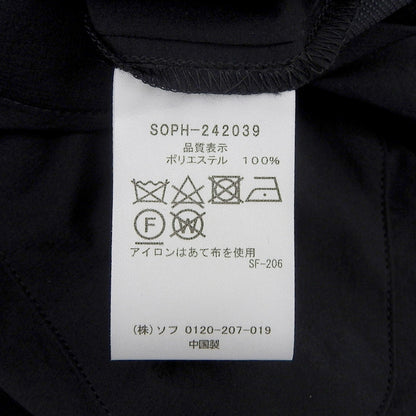 SOPH-242039
品質表示
ポリエステル 100%
F W
アイロンはあて布を使用
SF-206
(株)ソフ 0120-207-019
中国製